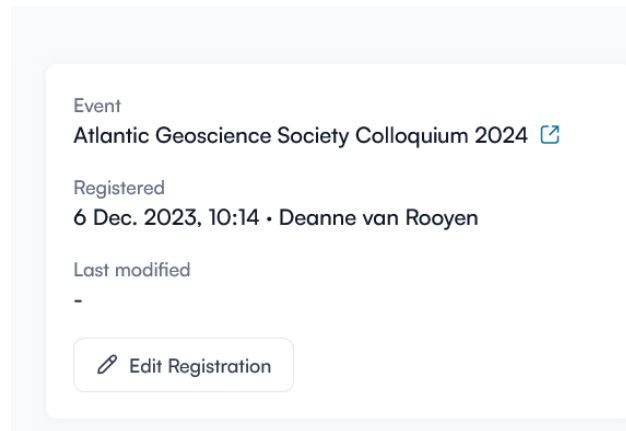 Event
Atlantic Geoscience Society Colloquium 2024
Registered
6 Dec. 2023, 10:14 • Deanne van Rooyen
Last modified
-
Edit Registration